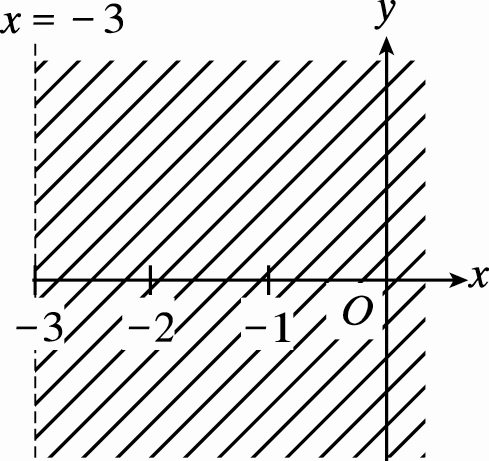 x = −3
y
x
−3 −2 −1 O